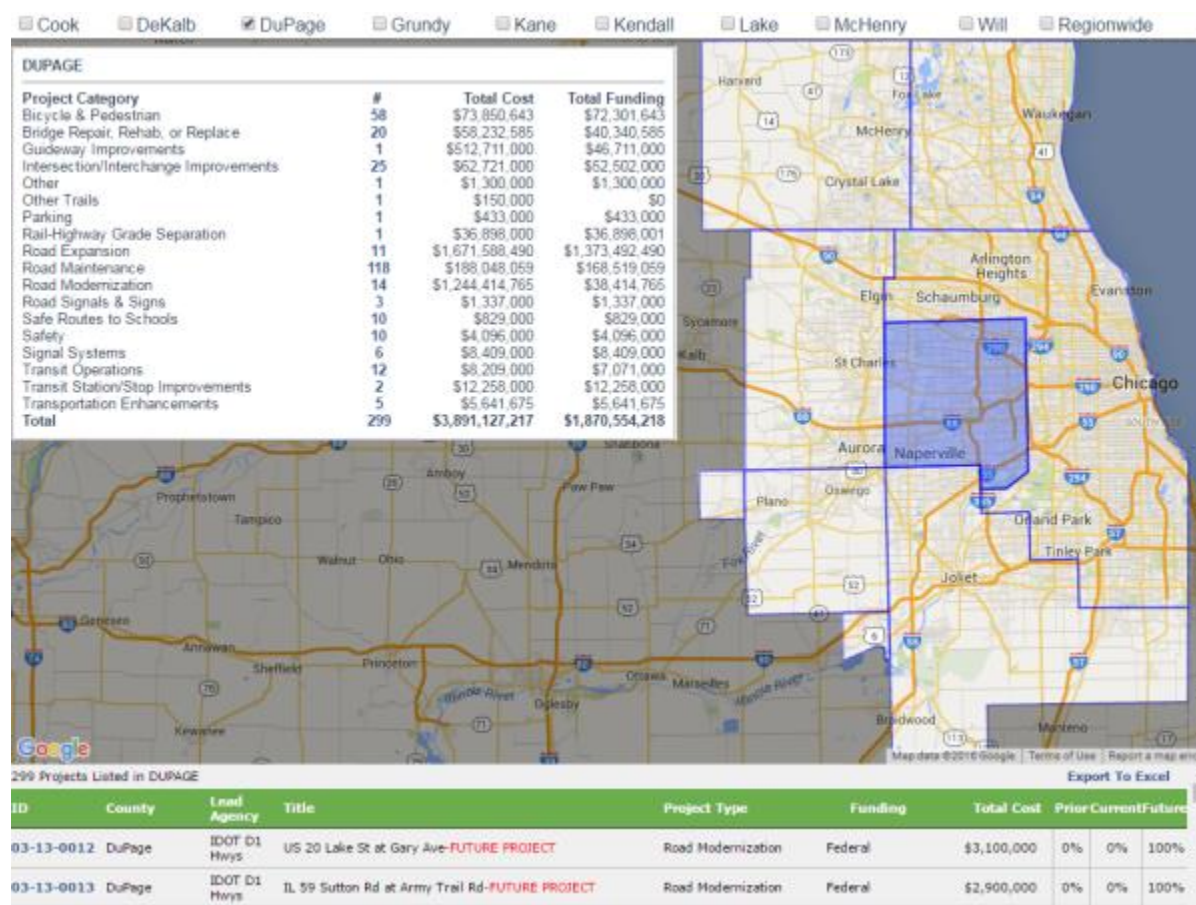 Cook DeKalb DuPage Grundy Kane Kendall Lake McHenry Will Regionwide
DUPAGE
Project Category # Total Cost Total Funding
Bicycle & Pedestrian 58 $73,850,643 $72,301,643
Bridge Repair, Rehab, or Replace 20 $58,232,585 $40,340,585
Guideway Improvements 1 $512,711,000 $46,711,000
Intersection/Interchange Improvements 25 $62,721,000 $52,502,000
Other 1 $1,300,000 $1,300,000
Other Trails 1 $150,000 $0
Parking 1 $433,000 $433,000
Rail-Highway Grade Separation 1 $36,898,000 $36,898,001
Road Expansion 11 $1,671,588,490 $1,373,492,490
Road Maintenance 118 $188,048,059 $168,519,059
Road Modernization 14 $1,244,414,765 $38,414,765
Road Signals & Signs 3 $1,337,000 $1,337,000
Safe Routes to Schools 10 $829,000 $829,000
Safety 10 $4,096,000 $4,096,000
Signal Systems 6 $8,409,000 $8,409,000
Transit Operations 12 $8,209,000 $7,071,000
Transit Station/Stop Improvements 2 $12,258,000 $12,258,000
Transportation Enhancements 5 $5,641,675 $5,641,675
Total 299 $3,891,127,217 $1,870,554,218
Harvard
Fox Lake
Waukegan
McHenry
Crystal Lake
Arlington
Heights
Elgin Schaumburg Evanston
Sycamore
St Charles
Chicago
Aurora Naperville
Shabbona
Amboy
Paw Paw
Plano Oswego
Prophetstown
Tampico
Orland Park
Walnut Ohio Mendota
Fox River
Tinley Park
Joliet
Geneseo
Annawan
Sheffield Princeton
Ottawa Marseilles
Illinois River Illinois River
Oglesby
Kewanee
Braidwood
Manteno
Google
Map data ©2016 Google Terms of Use Report a map
299 Projects Listed in DUPAGE Export To Excel
ID County Lead Agency Title Project Type Funding Total Cost Prior Current Future
03-13-0012 DuPage IDOT D1 Hwys US 20 Lake St at Gary Ave-FUTURE PROJECT Road Modernization Federal $3,100,000 0% 0% 100%
03-13-0013 DuPage IDOT D1 Hwys IL 59 Sutton Rd at Army Trail Rd-FUTURE PROJECT Road Modernization Federal $2,900,000 0% 0% 100%